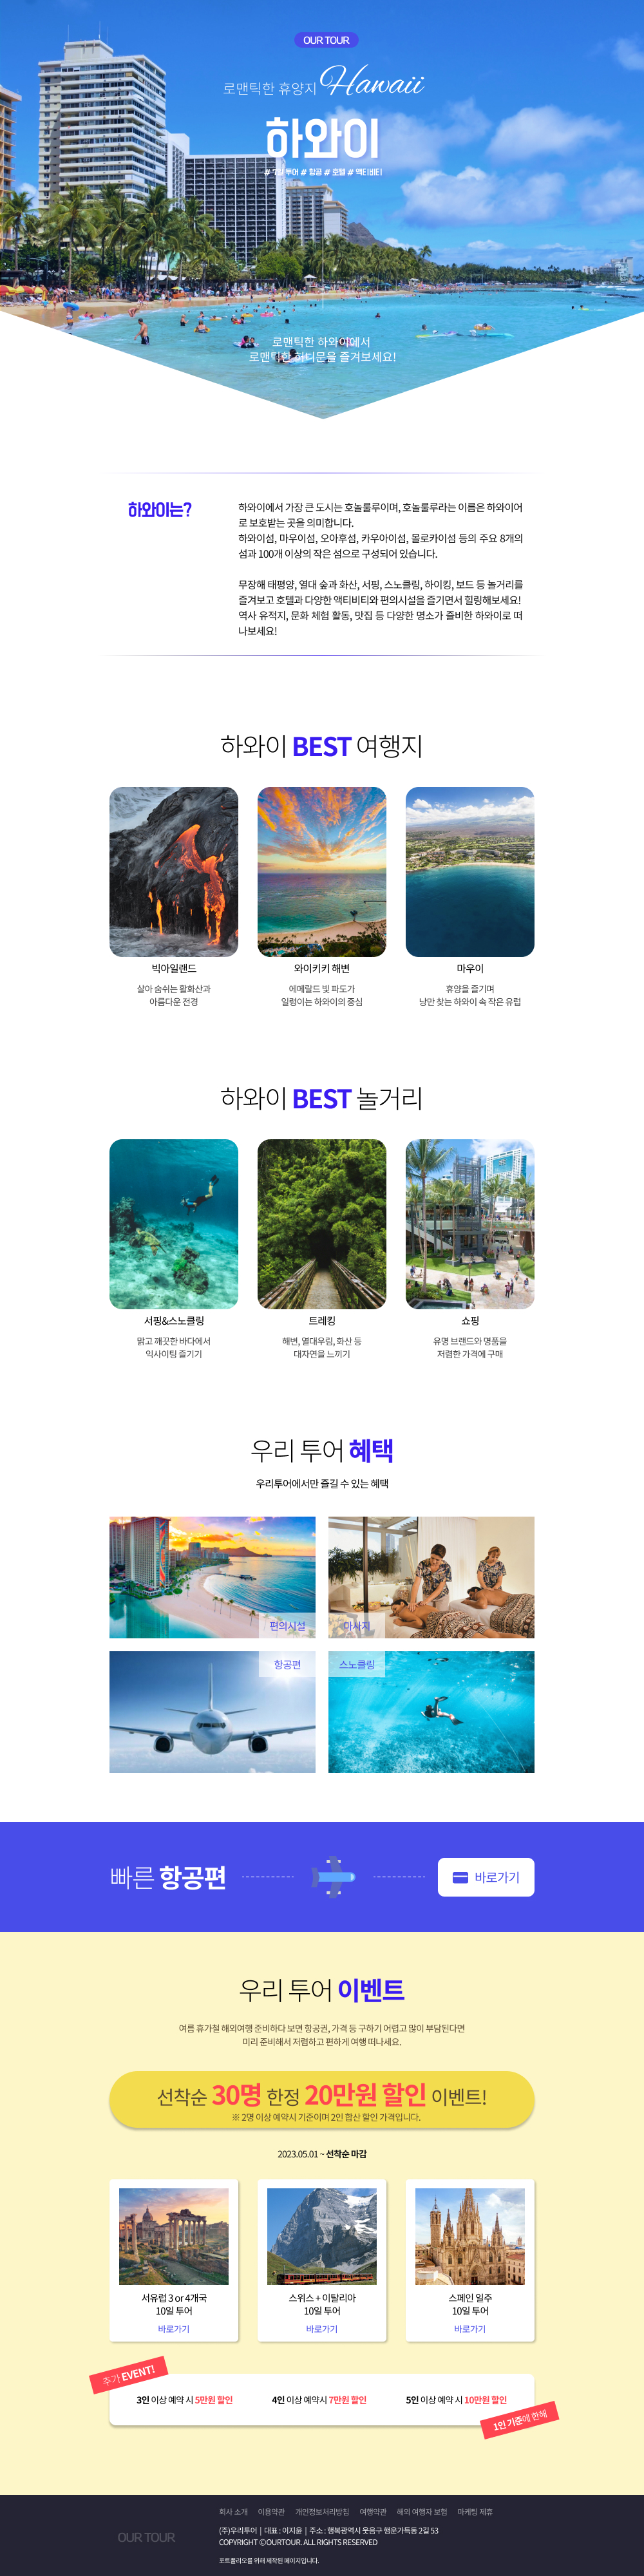 OUR TOUR
로맨틱한 휴양지 Hawaii
하와이
# 7일 투어 # 항공 # 호텔 # 액티비티
로맨틱한 하와이에서
로맨틱한 허니문을 즐겨보세요!
하와이는?
하와이에서 가장 큰 도시는 호놀룰루이며, 호놀룰루라는 이름은 하와이어
로 보호받는 곳을 의미합니다.
하와이섬, 마우이섬, 오아후섬, 카우아이섬, 몰로카이섬 등의 주요 8개의
섬과 100개 이상의 작은 섬으로 구성되어 있습니다.
무장해 태평양, 열대 숲과 화산, 서핑, 스노클링, 하이킹, 보드 등 놀거리를
즐겨보고 호텔과 다양한 액티비티와 편의시설을 즐기면서 힐링해보세요!
역사 유적지, 문화 체험 활동, 맛집 등 다양한 명소가 즐비한 하와이로 떠
나보세요!
하와이 BEST 여행지
빅아일랜드
살아 숨쉬는 활화산과
아름다운 전경
와이키키 해변
에메랄드 빛 파도가
일렁이는 하와이의 중심
마우이
휴양을 즐기며
낭만 찾는 하와이 속 작은 유럽
하와이 BEST 놀거리
서핑&스노클링
맑고 깨끗한 바다에서
익사이팅 즐기기
트레킹
해변, 열대우림, 화산 등
대자연을 느끼기
쇼핑
유명 브랜드와 명품을
저렴한 가격에 구매
우리 투어 혜택
우리투어에서만 즐길 수 있는 혜택
편의시설
마사지
항공편
스노클링
빠른 항공편
바로가기
우리 투어 이벤트
여름 휴가철 해외여행 준비하다 보면 항공권, 가격 등 구하기 어렵고 많이 부담된다면
미리 준비해서 저렴하고 편하게 여행 떠나세요.
선착순 30명 한정 20만원 할인 이벤트!
※ 2명 이상 예약시 기준이며 2인 합산 할인 가격입니다.
2023.05.01 ~ 선착순 마감
서유럽 3 or 4개국
10일 투어
바로가기
스위스 + 이탈리아
10일 투어
바로가기
스페인 일주
10일 투어
바로가기
추가 EVENT!
3인 이상 예약 시 5만원 할인
4인 이상 예약시 7만원 할인
5인 이상 예약 시 10만원 할인
1인 기준에 한해
회사 소개 이용약관 개인정보처리방침 여행약관 해외 여행자 보험 마케팅 제휴
OUR TOUR
(주)우리투어 | 대표 : 이지윤 | 주소 : 행복광역시 웃음구 행운가득동 2길 53
COPYRIGHT ©OURTOUR. ALL RIGHTS RESERVED
포트폴리오를 위해 제작된 페이지입니다.